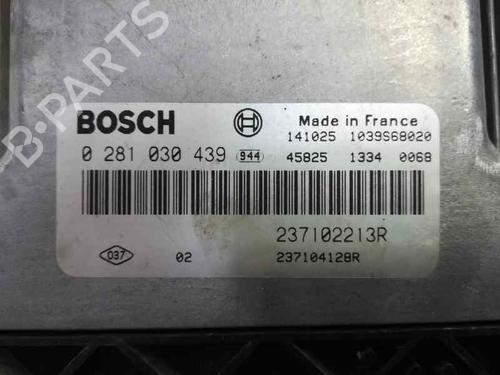 B-PARTS
BOSCH Made in France
141025 1039S68020
0 281 030 439 944 45825 1334 0068
237102213R
037 02 237104128R